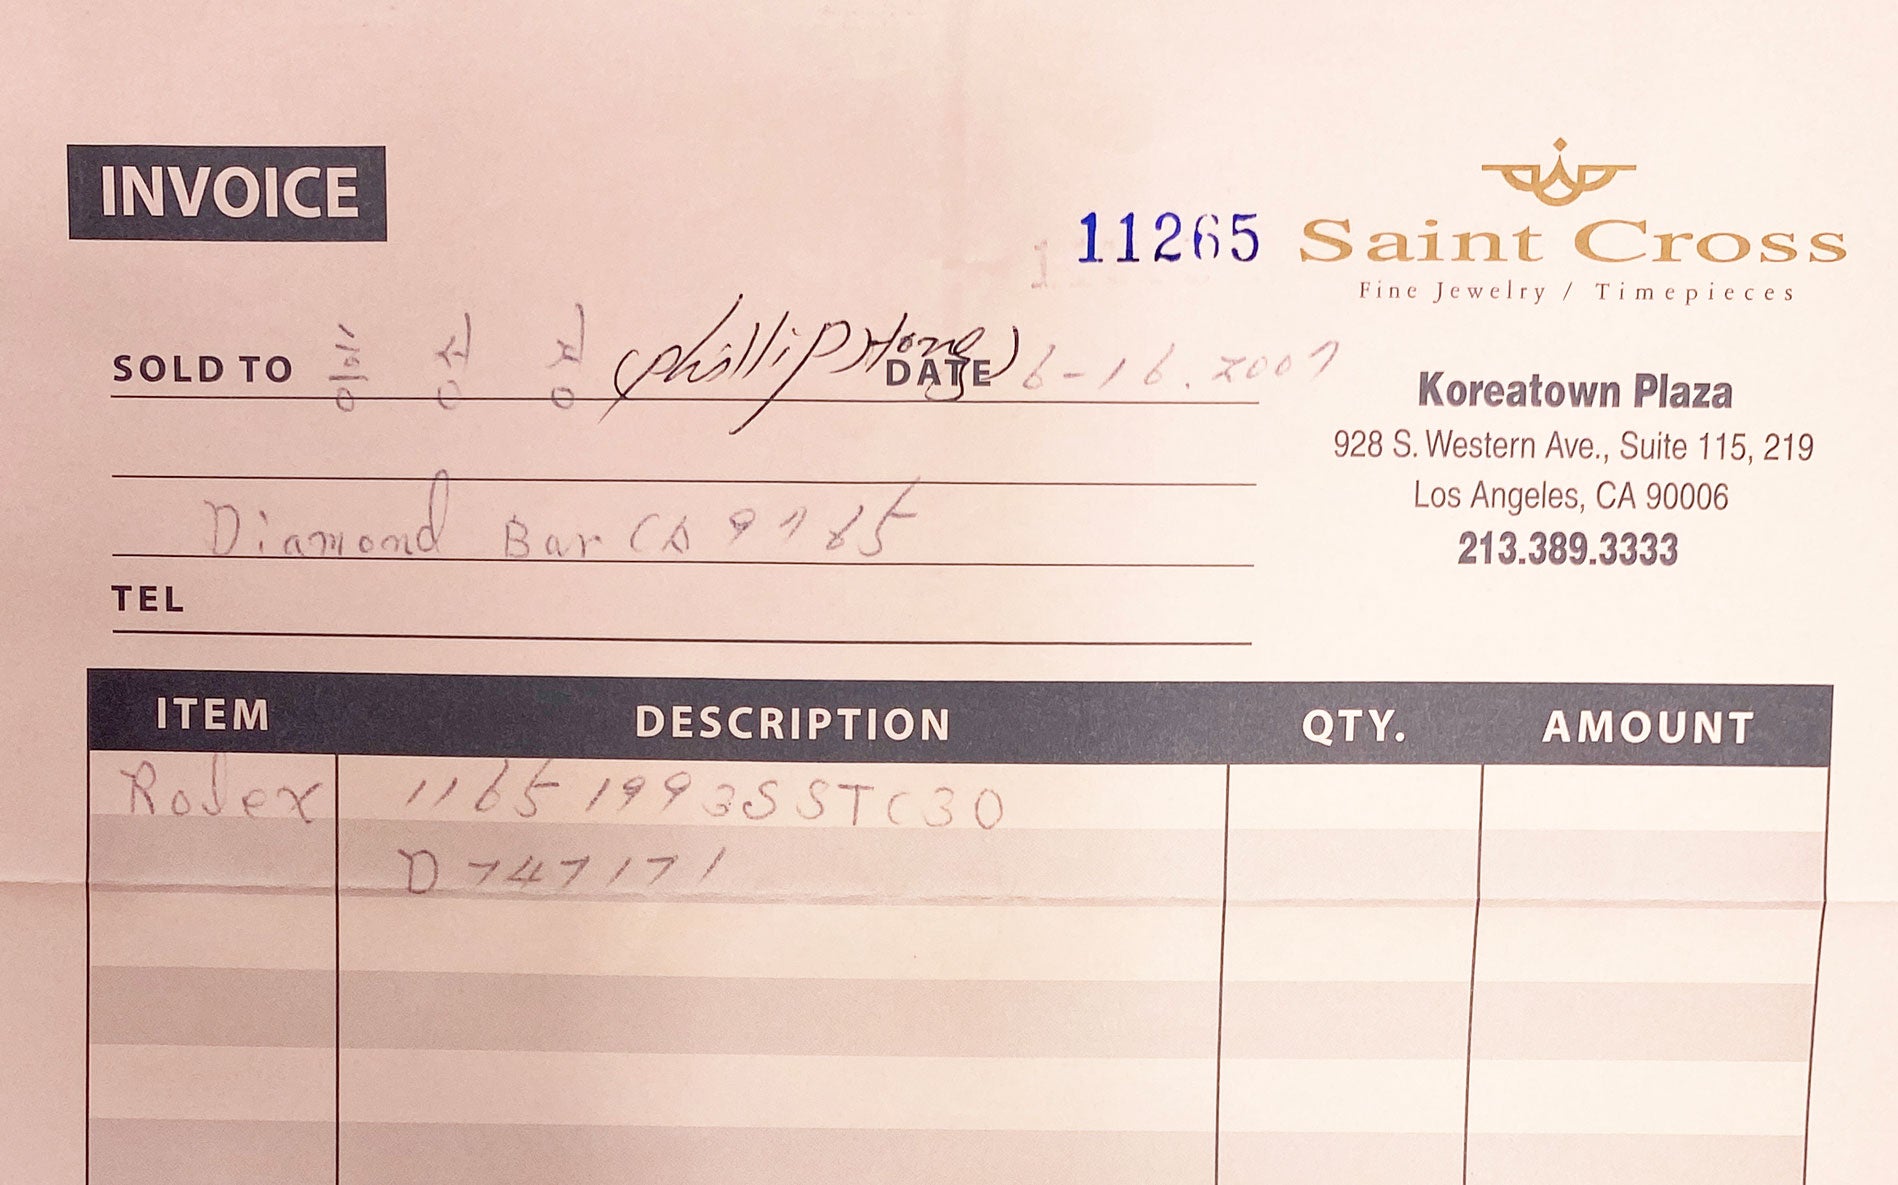 INVOICE
11265
Saint Cross
Fine Jewelry / Timepieces
SOLD TO 홍 성 징 (Phillip Hong) DATE 6-16.2007
Koreatown Plaza
928 S. Western Ave., Suite 115, 219
Los Angeles, CA 90006
213.389.3333
Diamond Bar CA 91765
TEL
ITEM DESCRIPTION QTY. AMOUNT
Rolex 1165199 93SSTC30
D747171